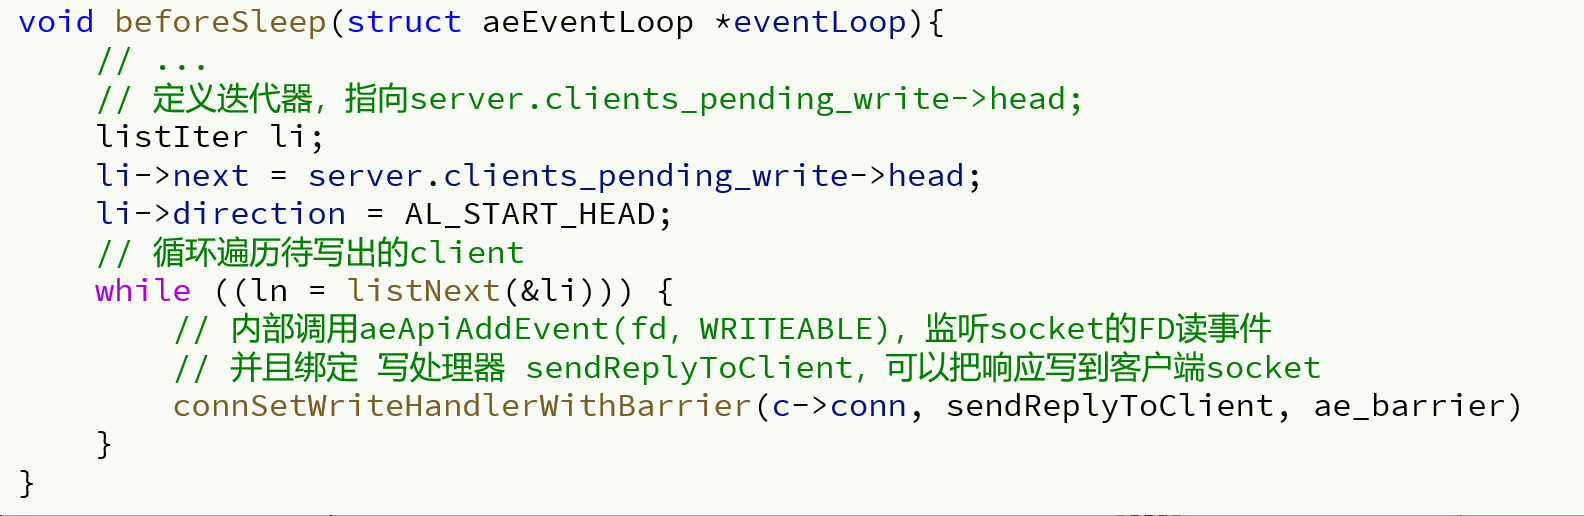 void beforeSleep(struct aeEventLoop *eventLoop){
// ...
// 定义迭代器，指向server.clients_pending_write->head;
listIter li;
li->next = server.clients_pending_write->head;
li->direction = AL_START_HEAD;
// 循环遍历待写出的client
while ((ln = listNext(&li))) {
// 内部调用aeApiAddEvent(fd，WRITEABLE)，监听socket的FD读事件
// 并且绑定 写处理器 sendReplyToClient，可以把响应写到客户端socket
connSetWriteHandlerWithBarrier(c->conn, sendReplyToClient, ae_barrier)
}
}